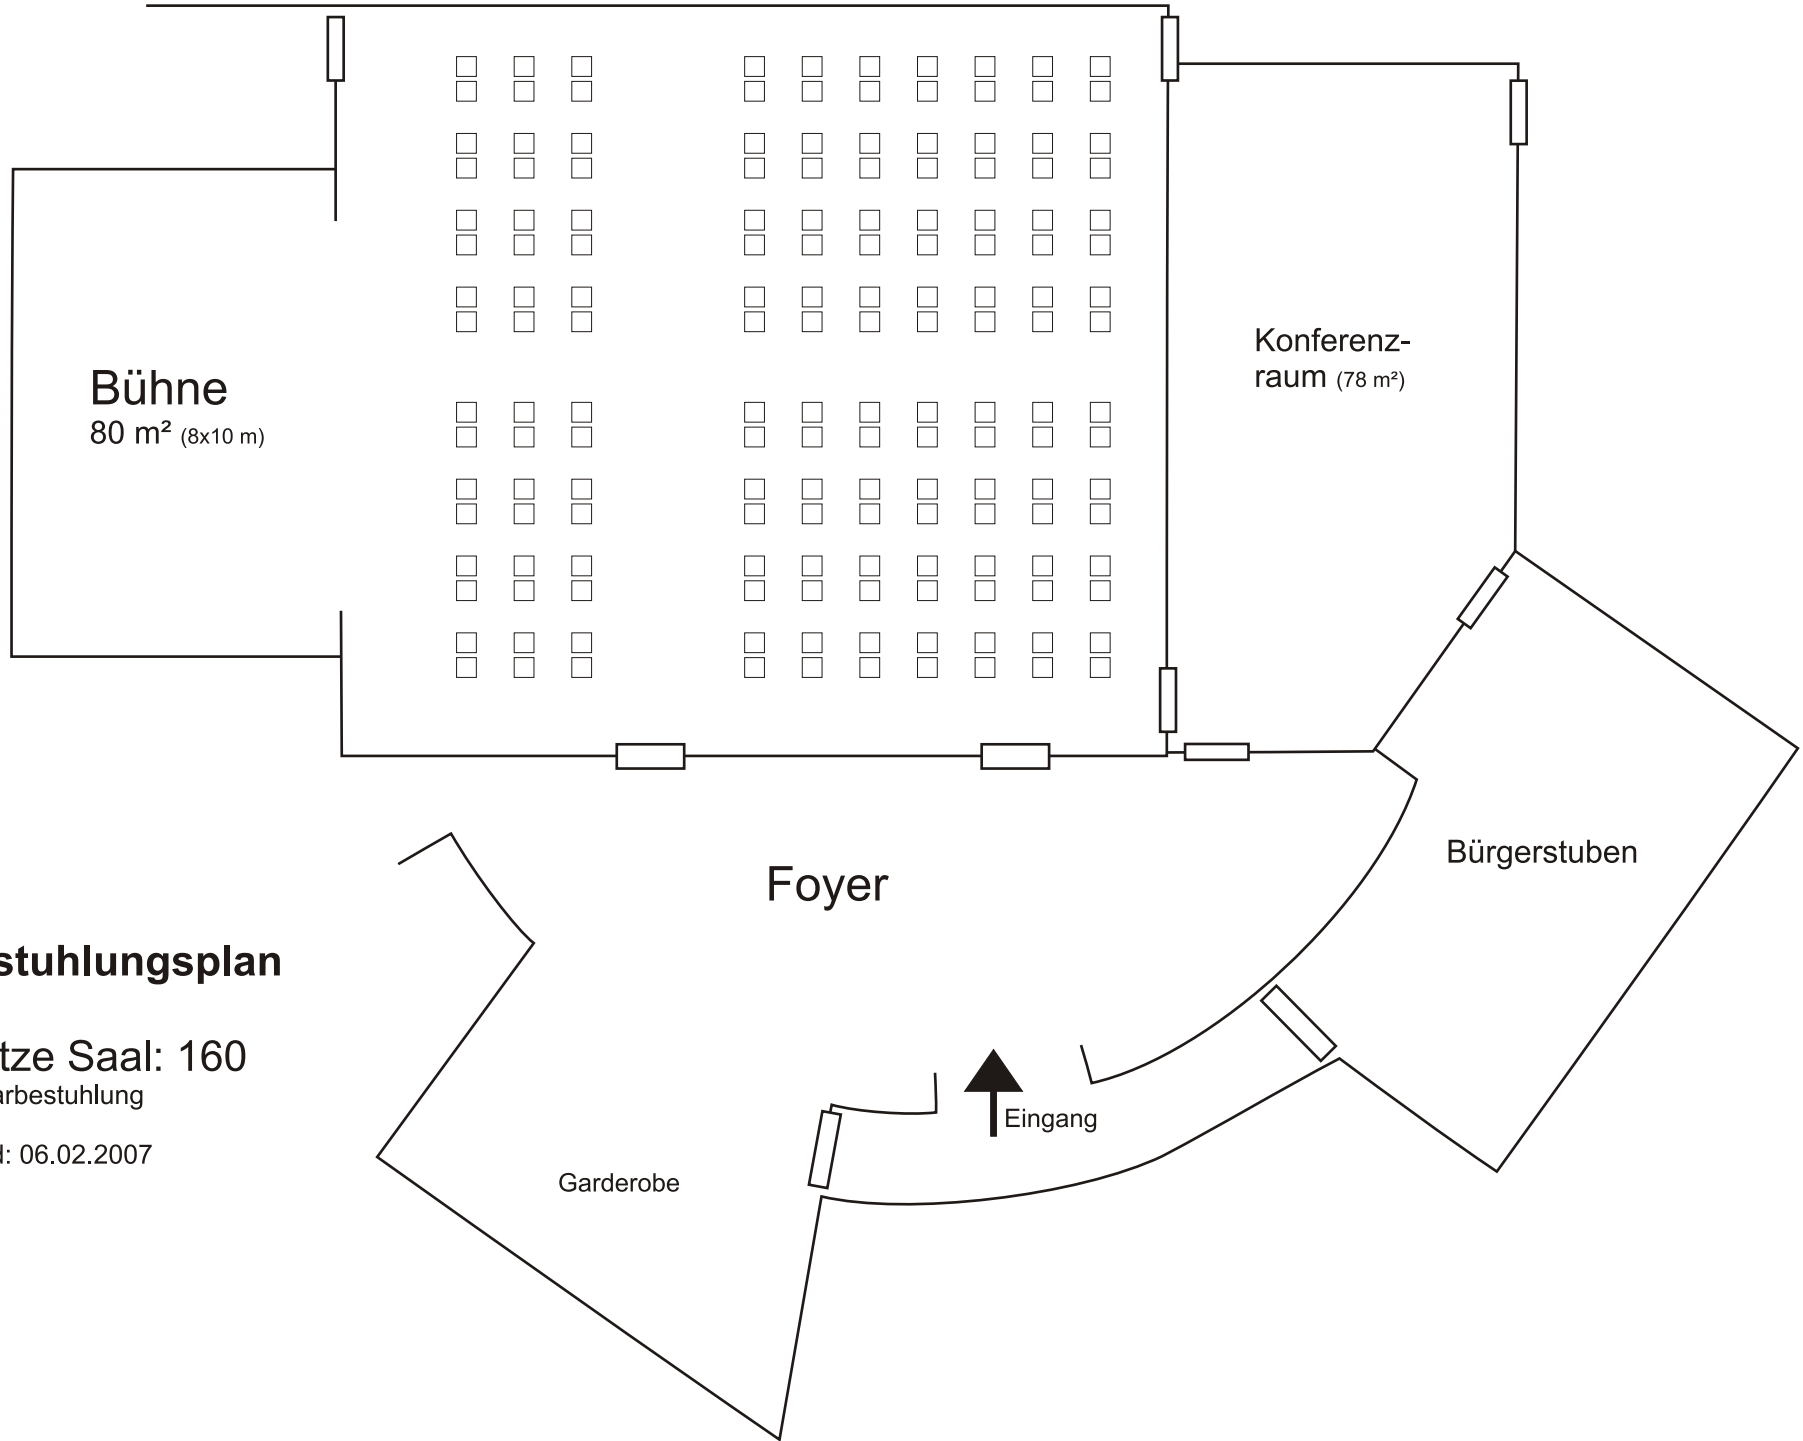 Bühne
80 m² (8x10 m)
Konferenz-
raum (78 m²)
Bürgerstuben
Foyer
stuhlungsplan
tze Saal: 160
arbestuhlung
d: 06.02.2007
Eingang
Garderobe